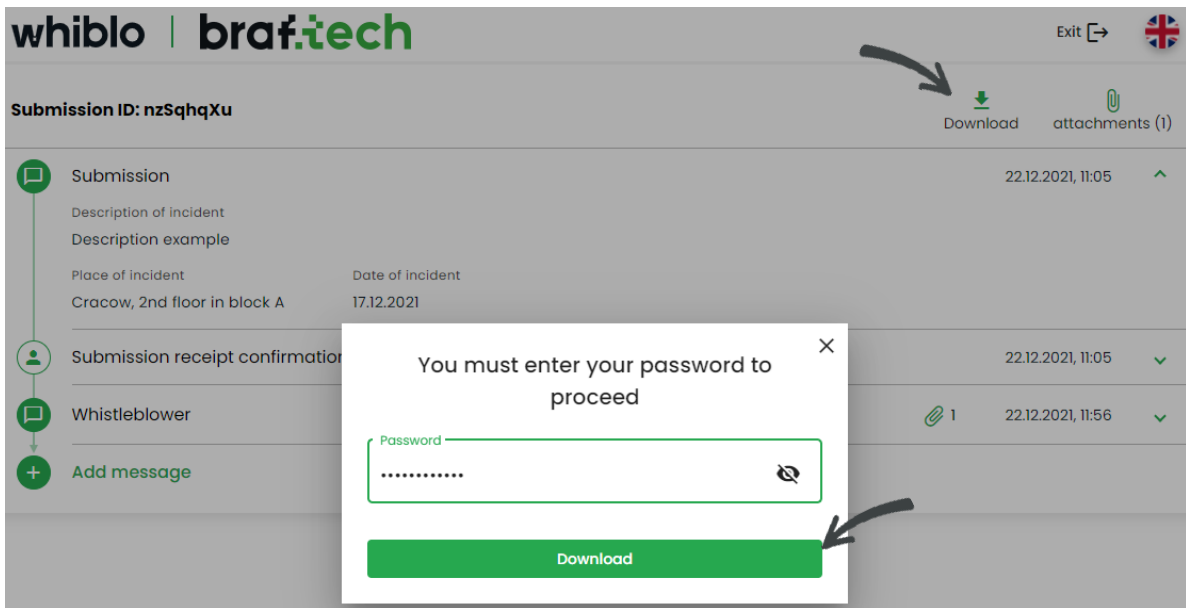 whiblo | braf.tech
Exit
Submission ID: nzSqhqXu
Download
attachments (1)
Submission
22.12.2021, 11:05
Description of incident
Description example
Place of incident
Date of incident
Cracow, 2nd floor in block A
17.12.2021
Submission receipt confirmation
22.12.2021, 11:05
Whistleblower
1
22.12.2021, 11:56
Add message
You must enter your password to
proceed
Password
••••••••••••
Download